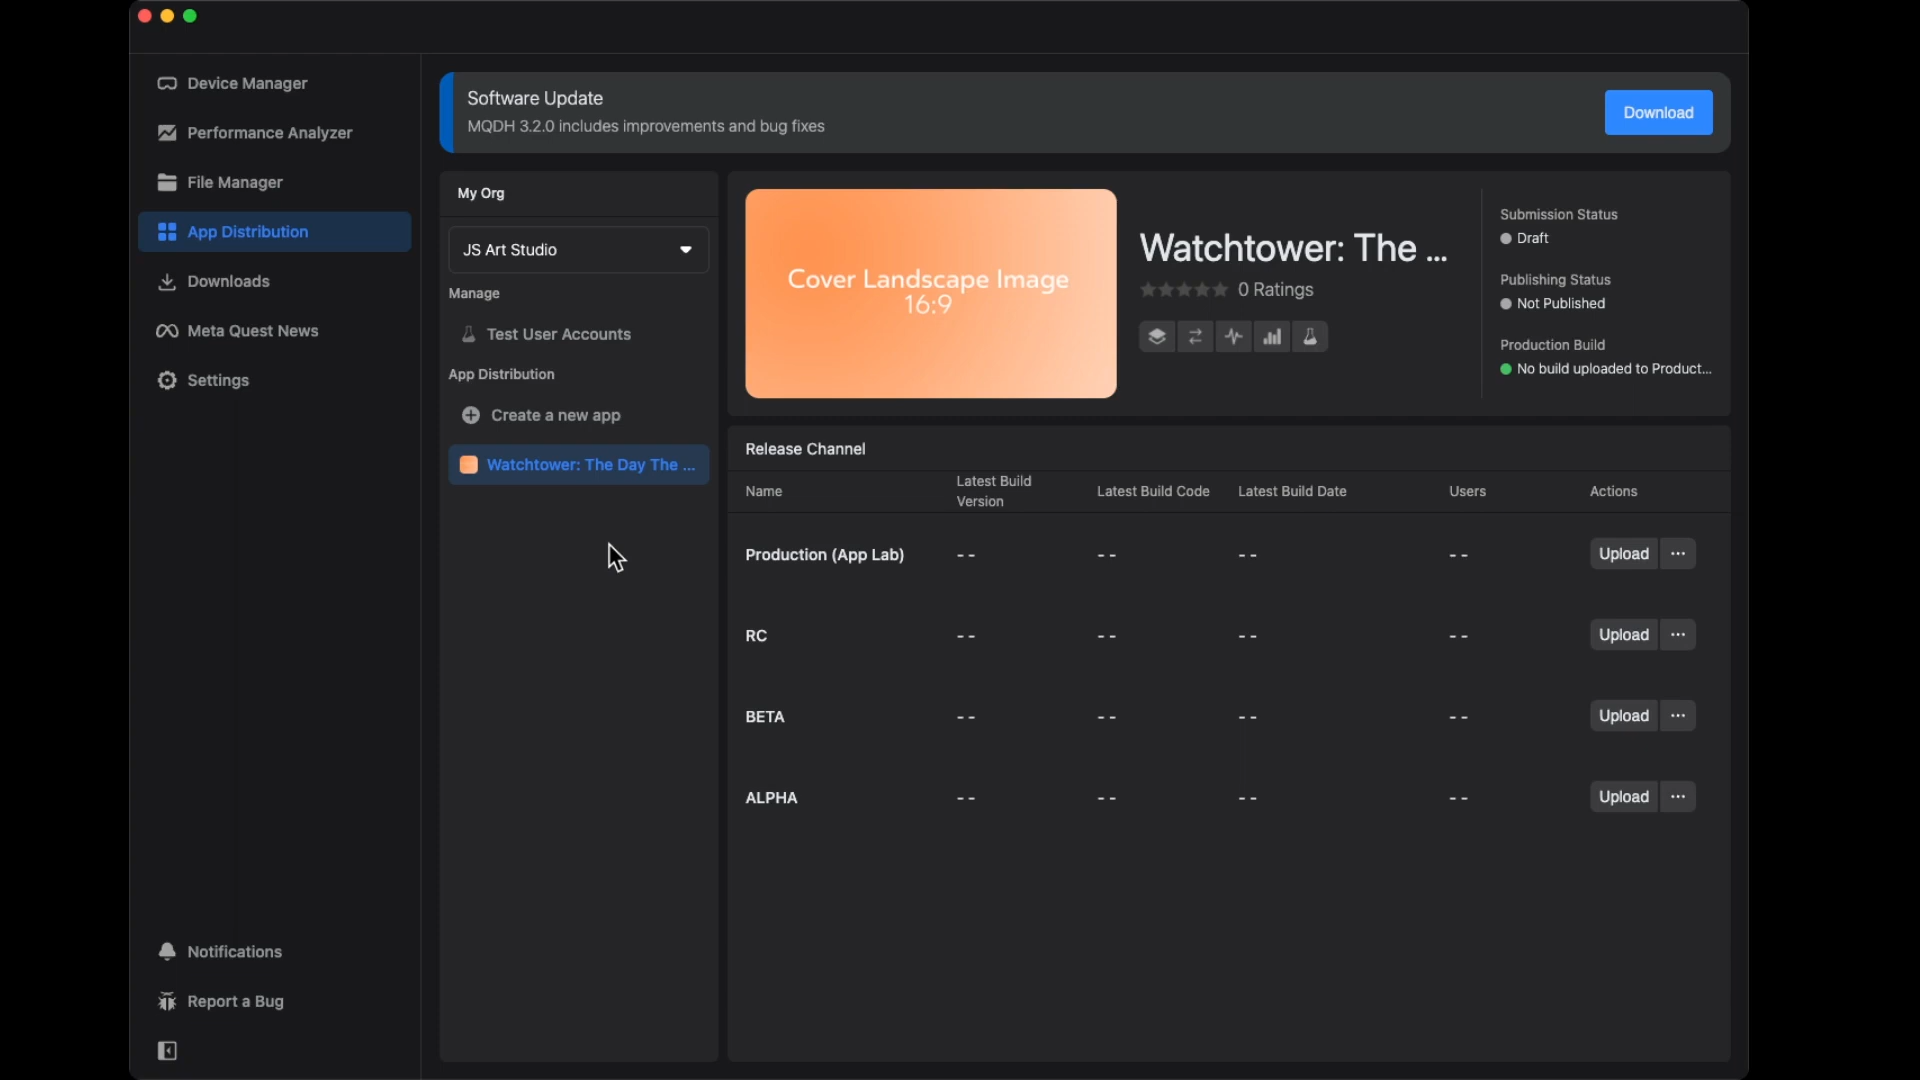 Device Manager
Performance Analyzer
File Manager
App Distribution
Downloads
Meta Quest News
Settings
Notifications
Report a Bug
Software Update
MQDH 3.2.0 includes improvements and bug fixes
Download
My Org
JS Art Studio
Manage
Test User Accounts
App Distribution
Create a new app
Watchtower: The Day The ...
Cover Landscape Image
16:9
Watchtower: The ...
0 Ratings
Submission Status
Draft
Publishing Status
Not Published
Production Build
No build uploaded to Product...
Release Channel
Name Latest Build Version Latest Build Code Latest Build Date Users Actions
Production (App Lab) -- -- -- -- Upload ...
RC -- -- -- -- Upload ...
BETA -- -- -- -- Upload ...
ALPHA -- -- -- -- Upload ...